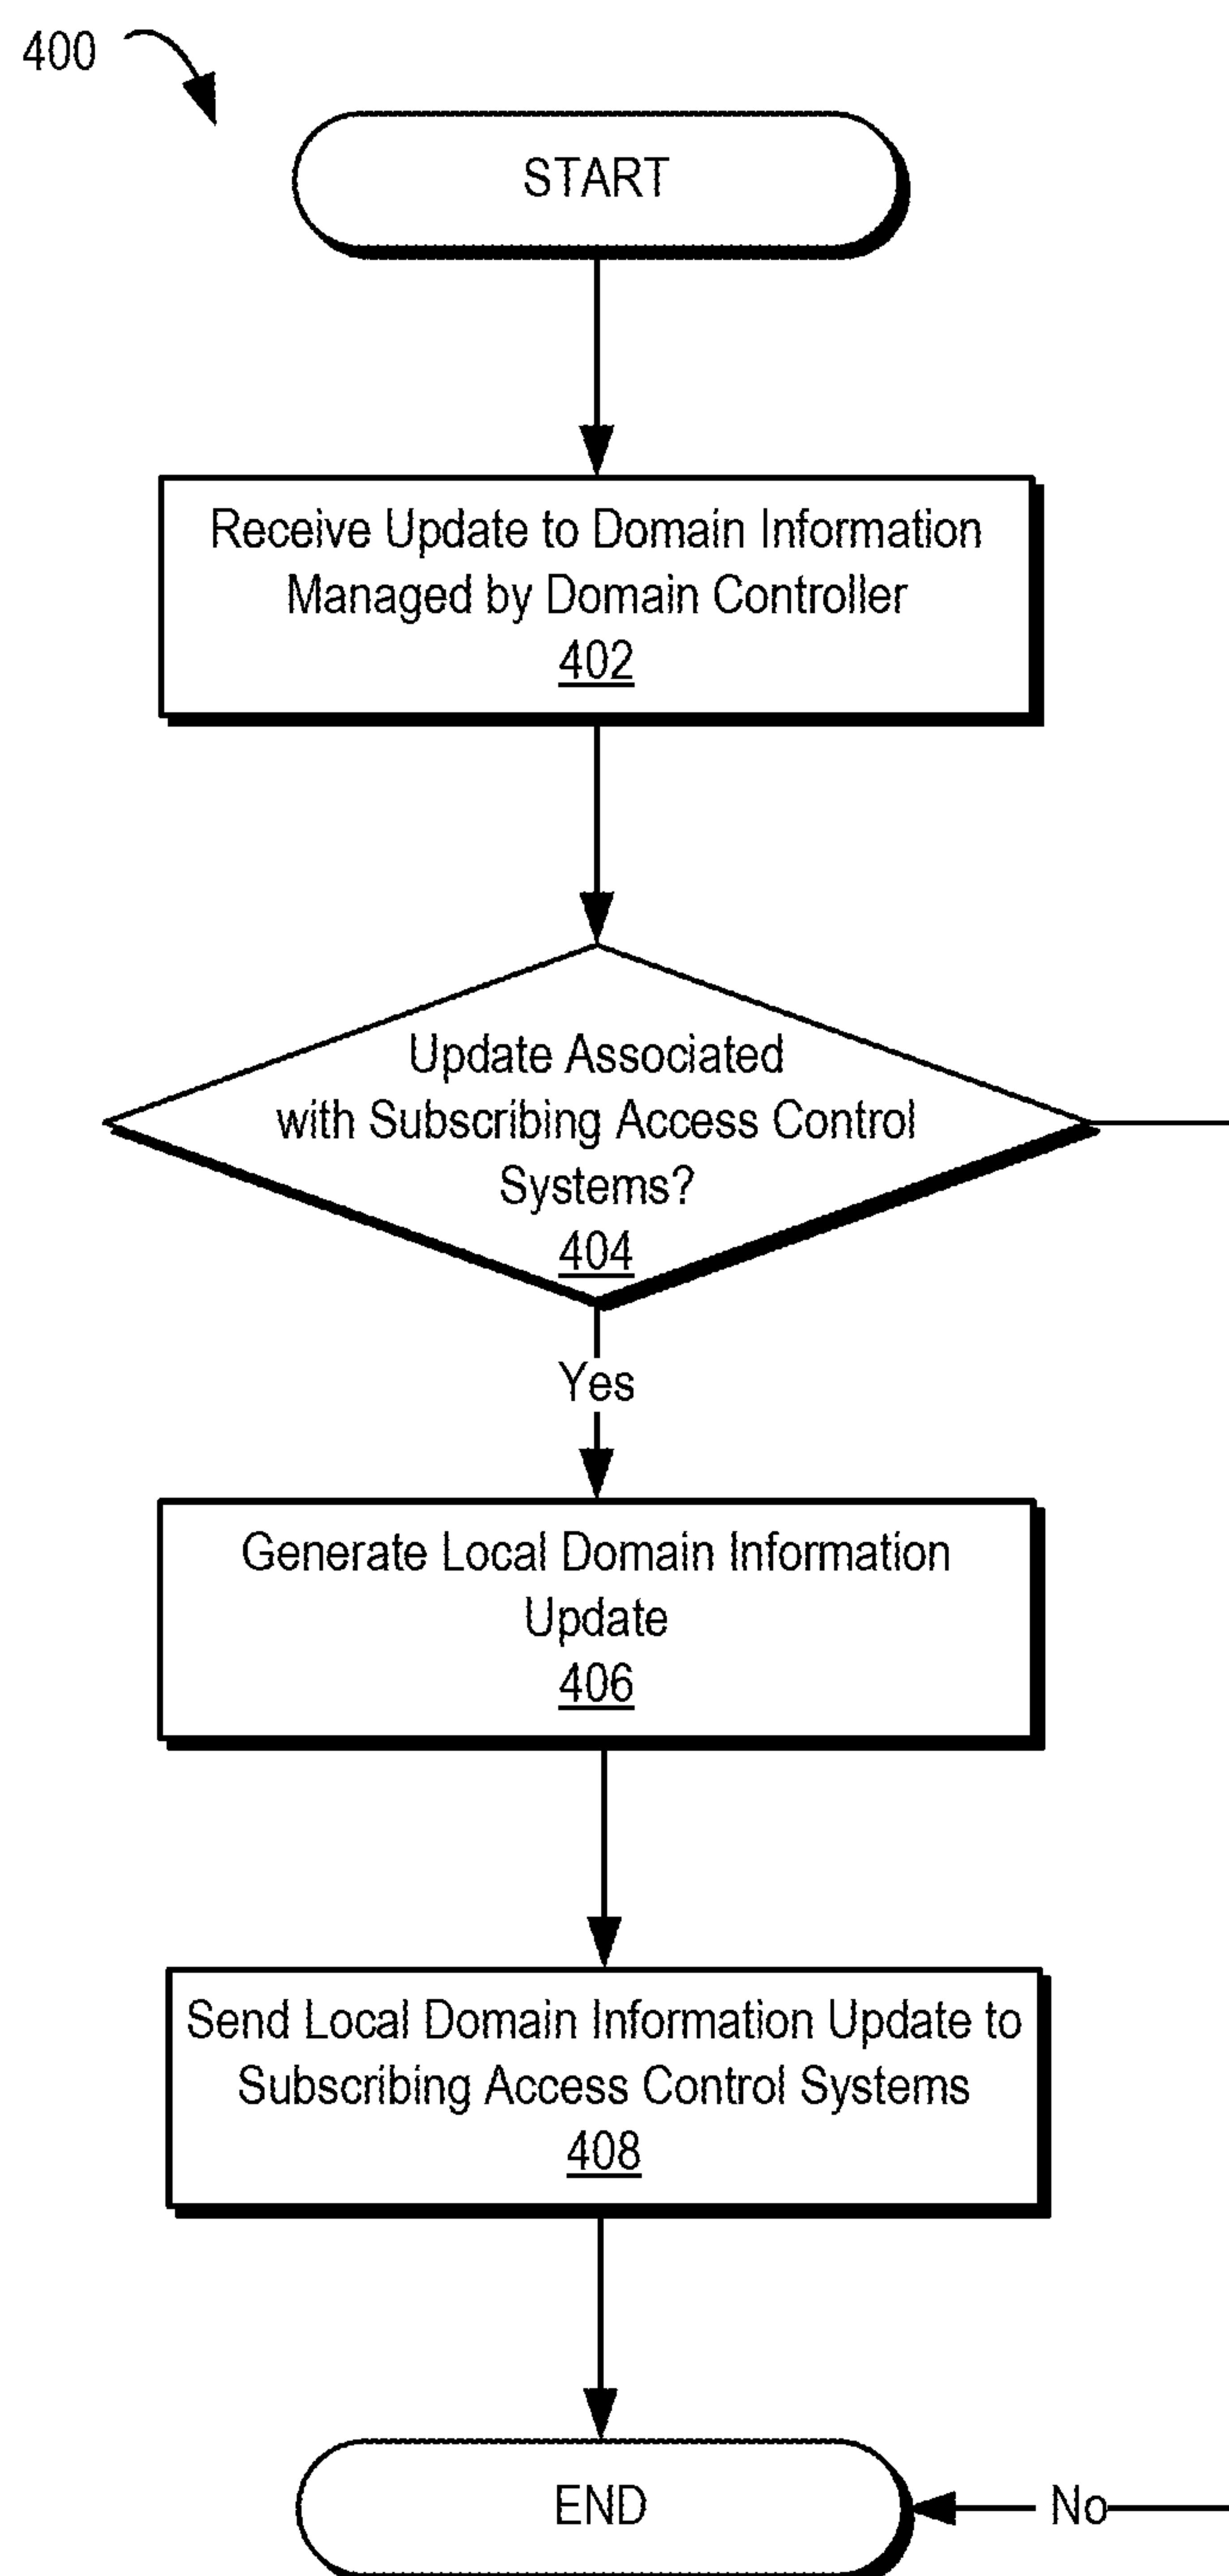 400
START
Receive Update to Domain Information
Managed by Domain Controller
402
Update Associated
with Subscribing Access Control
Systems?
404
Yes
Generate Local Domain Information
Update
406
Send Local Domain Information Update to
Subscribing Access Control Systems
408
END
No